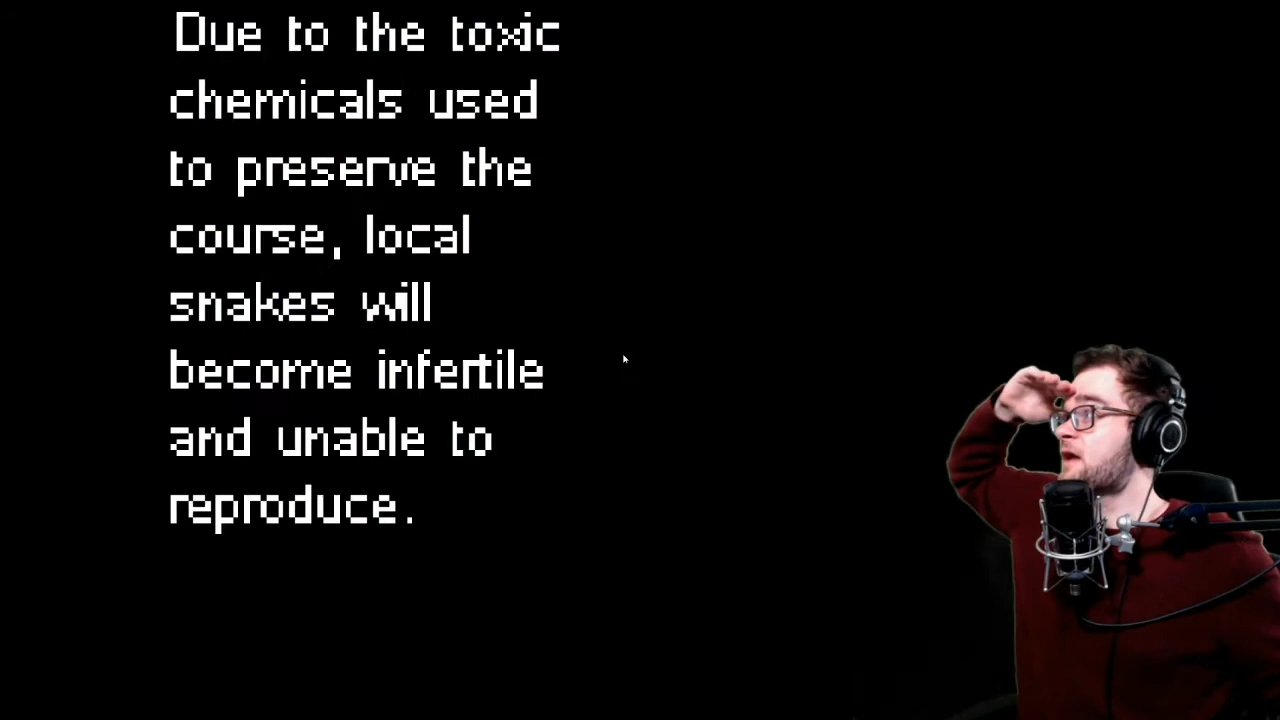 Due to the toxic
chemicals used
to preserve the
course, local
snakes will
become infertile
and unable to
reproduce.